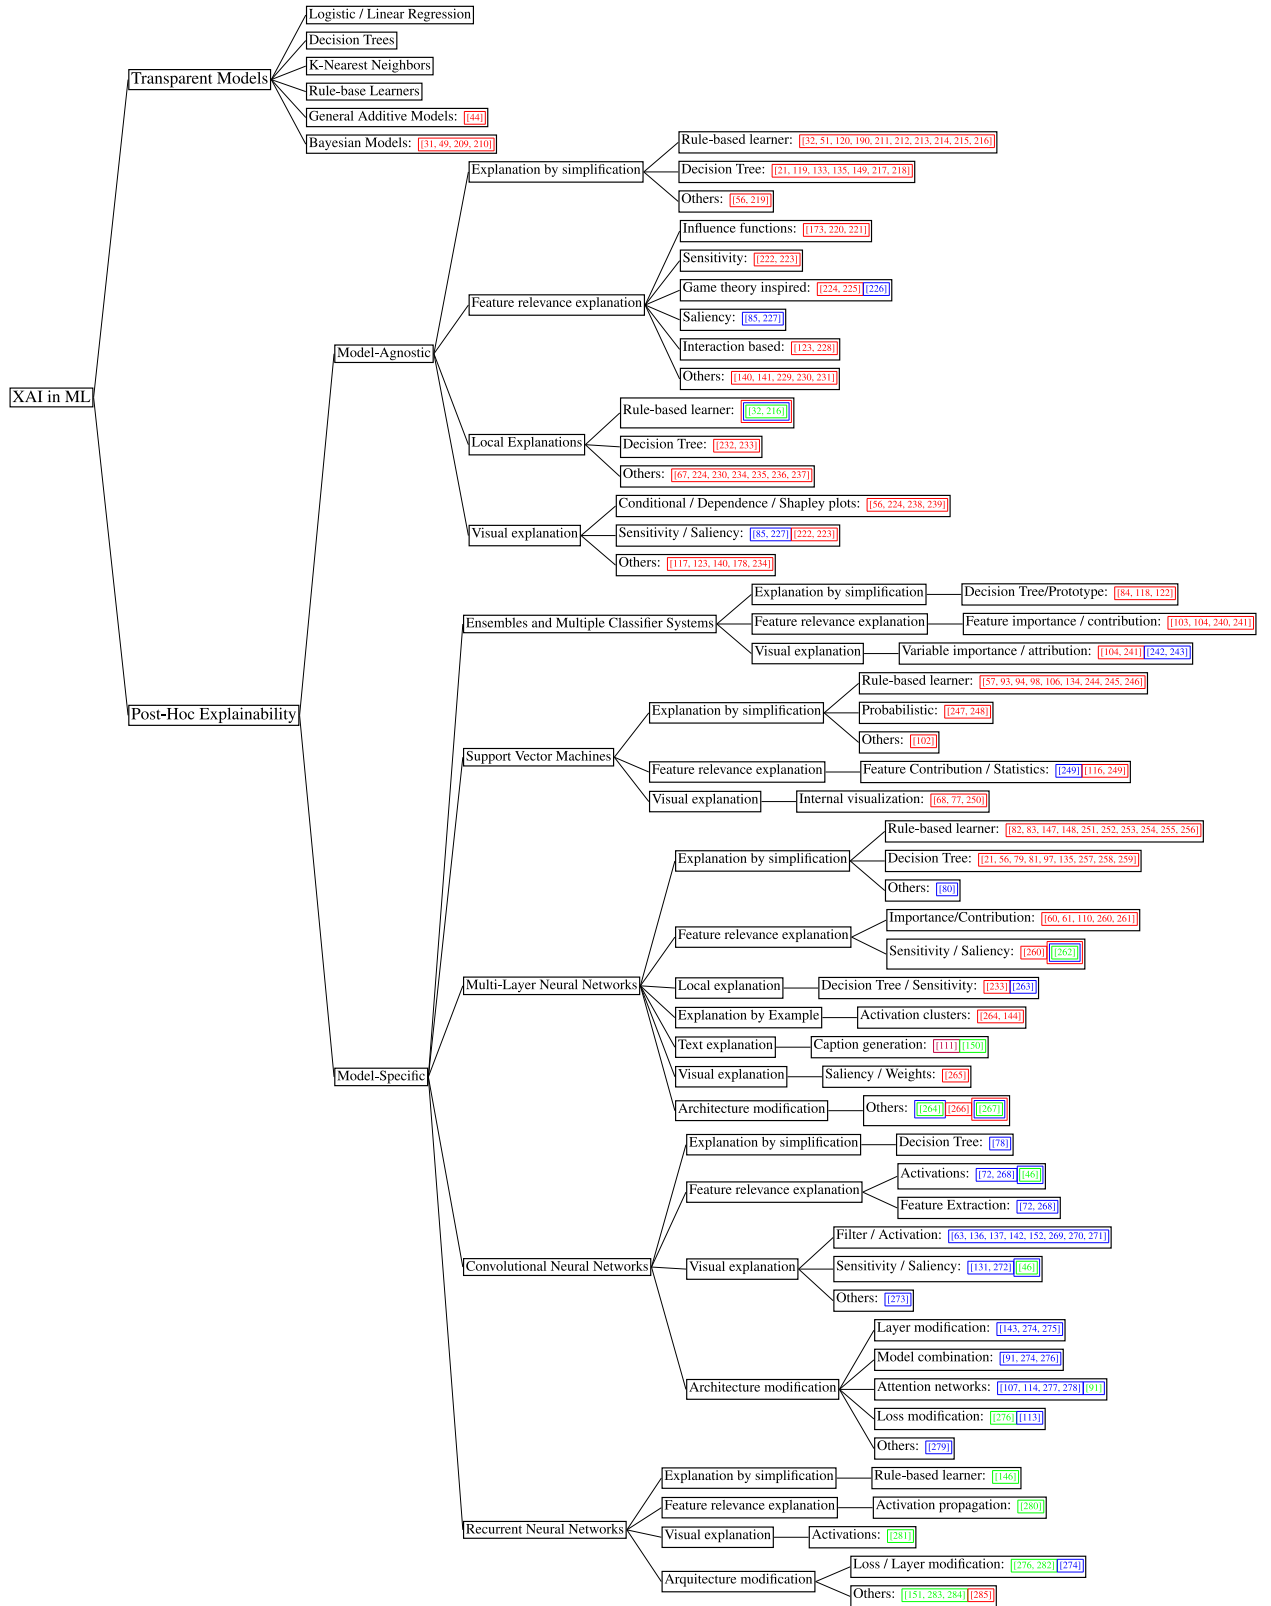 Logistic / Linear Regression
Decision Trees
K-Nearest Neighbors
Transparent Models
Rule-base Learners
General Additive Models: [44]
Bayesian Models: [31, 49, 209, 210]
Rule-based learner: [32, 51, 120, 190, 211, 212, 213, 214, 215, 216]
Explanation by simplification
Decision Tree: [21, 119, 133, 135, 149, 217, 218]
Others: [56, 219]
Influence functions: [173, 220, 221]
Sensitivity: [222, 223]
Game theory inspired: [224, 225] [226]
Feature relevance explanation
Saliency: [85, 227]
Interaction based: [123, 228]
Model-Agnostic
Others: [140, 141, 229, 230, 231]
XAI in ML
Rule-based learner: [32, 216]
Local Explanations
Decision Tree: [232, 233]
Others: [67, 224, 230, 234, 235, 236, 237]
Conditional / Dependence / Shapley plots: [56, 224, 238, 239]
Visual explanation
Sensitivity / Saliency: [85, 227] [222, 223]
Others: [117, 123, 140, 178, 234]
Explanation by simplification
Decision Tree/Prototype: [84, 118, 122]
Ensembles and Multiple Classifier Systems
Feature relevance explanation
Feature importance / contribution: [103, 104, 240, 241]
Visual explanation
Variable importance / attribution: [104, 241] [242, 243]
Rule-based learner: [57, 93, 94, 98, 106, 134, 244, 245, 246]
Post-Hoc Explainability
Explanation by simplification
Probabilistic: [247, 248]
Others: [102]
Support Vector Machines
Feature relevance explanation
Feature Contribution / Statistics: [249] [116, 249]
Visual explanation
Internal visualization: [68, 77, 250]
Rule-based learner: [82, 83, 147, 148, 251, 252, 253, 254, 255, 256]
Explanation by simplification
Decision Tree: [21, 56, 79, 81, 97, 135, 257, 258, 259]
Others: [80]
Importance/Contribution: [60, 61, 110, 260, 261]
Feature relevance explanation
Sensitivity / Saliency: [260] [262]
Multi-Layer Neural Networks
Local explanation
Decision Tree / Sensitivity: [233] [263]
Explanation by Example
Activation clusters: [264, 144]
Text explanation
Caption generation: [111] [150]
Model-Specific
Visual explanation
Saliency / Weights: [265]
Architecture modification
Others: [264] [266] [267]
Explanation by simplification
Decision Tree: [78]
Activations: [72, 268] [46]
Feature relevance explanation
Feature Extraction: [72, 268]
Filter / Activation: [63, 136, 137, 142, 152, 269, 270, 271]
Convolutional Neural Networks
Visual explanation
Sensitivity / Saliency: [131, 272] [46]
Others: [273]
Layer modification: [143, 274, 275]
Model combination: [91, 274, 276]
Architecture modification
Attention networks: [107, 114, 277, 278] [91]
Loss modification: [276] [113]
Others: [279]
Explanation by simplification
Rule-based learner: [146]
Feature relevance explanation
Activation propagation: [280]
Recurrent Neural Networks
Visual explanation
Activations: [281]
Loss / Layer modification: [276, 282] [274]
Arquitecture modification
Others: [151, 283, 284] [285]